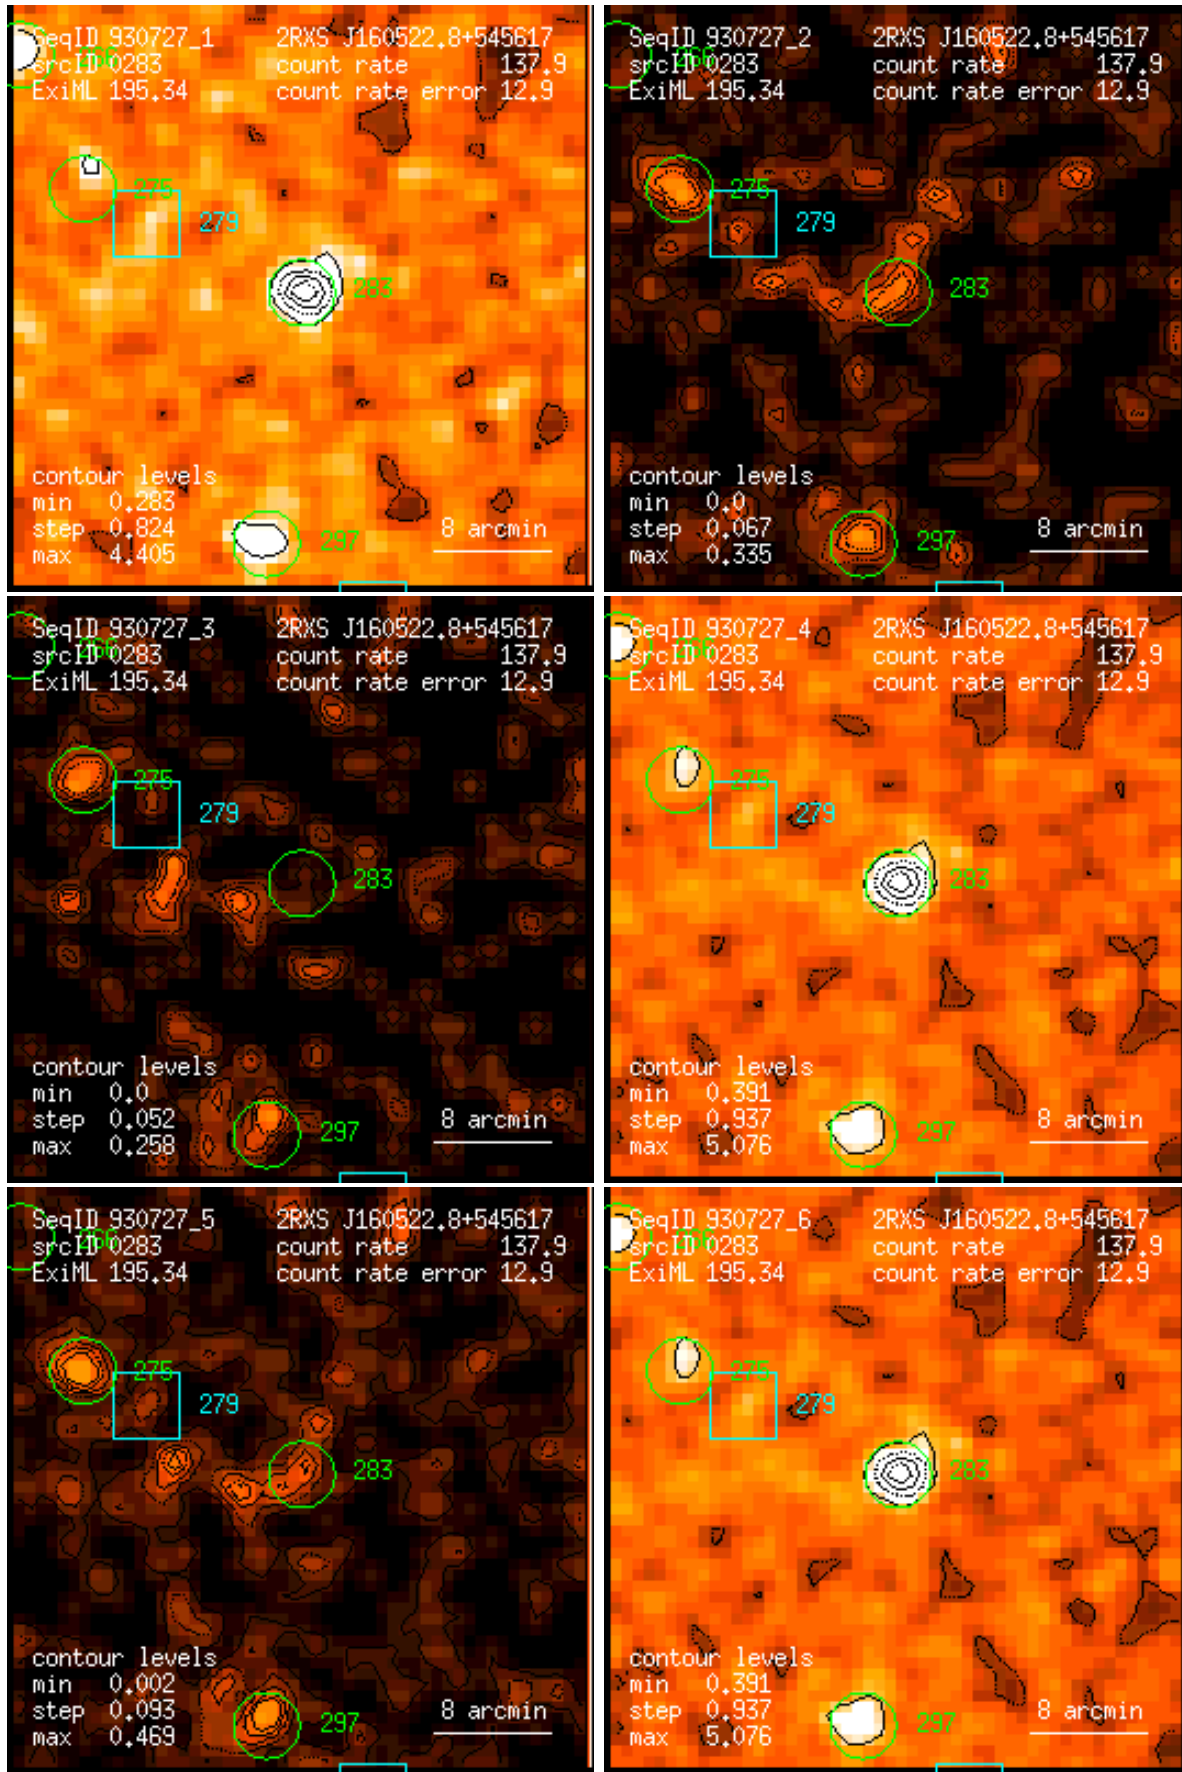 SeqID 930727_1 2RXS J160522.8+545617
srcID 0283 266 count rate 137.9
ExiML 195.34 count rate error 12.9
275
279
283
contour levels
min 0.283
step 0.824 8 arcmin
max 4.405 297
SeqID 930727_2 2RXS J160522.8+545617
srcID 0283 266 count rate 137.9
ExiML 195.34 count rate error 12.9
275
279
283
contour levels
min 0.0
step 0.067 8 arcmin
max 0.335 297
SeqID 930727_3 2RXS J160522.8+545617
srcID 0283 266 count rate 137.9
ExiML 195.34 count rate error 12.9
275
279
283
contour levels
min 0.0
step 0.052 8 arcmin
max 0.258 297
SeqID 930727_4 2RXS J160522.8+545617
srcID 0283 266 count rate 137.9
ExiML 195.34 count rate error 12.9
275
279
283
contour levels
min 0.391
step 0.937 8 arcmin
max 5.076 297
SeqID 930727_5 2RXS J160522.8+545617
srcID 0283 266 count rate 137.9
ExiML 195.34 count rate error 12.9
275
279
283
contour levels
min 0.002
step 0.093 8 arcmin
max 0.469 297
SeqID 930727_6 2RXS J160522.8+545617
srcID 0283 266 count rate 137.9
ExiML 195.34 count rate error 12.9
275
279
283
contour levels
min 0.391
step 0.937 8 arcmin
max 5.076 297